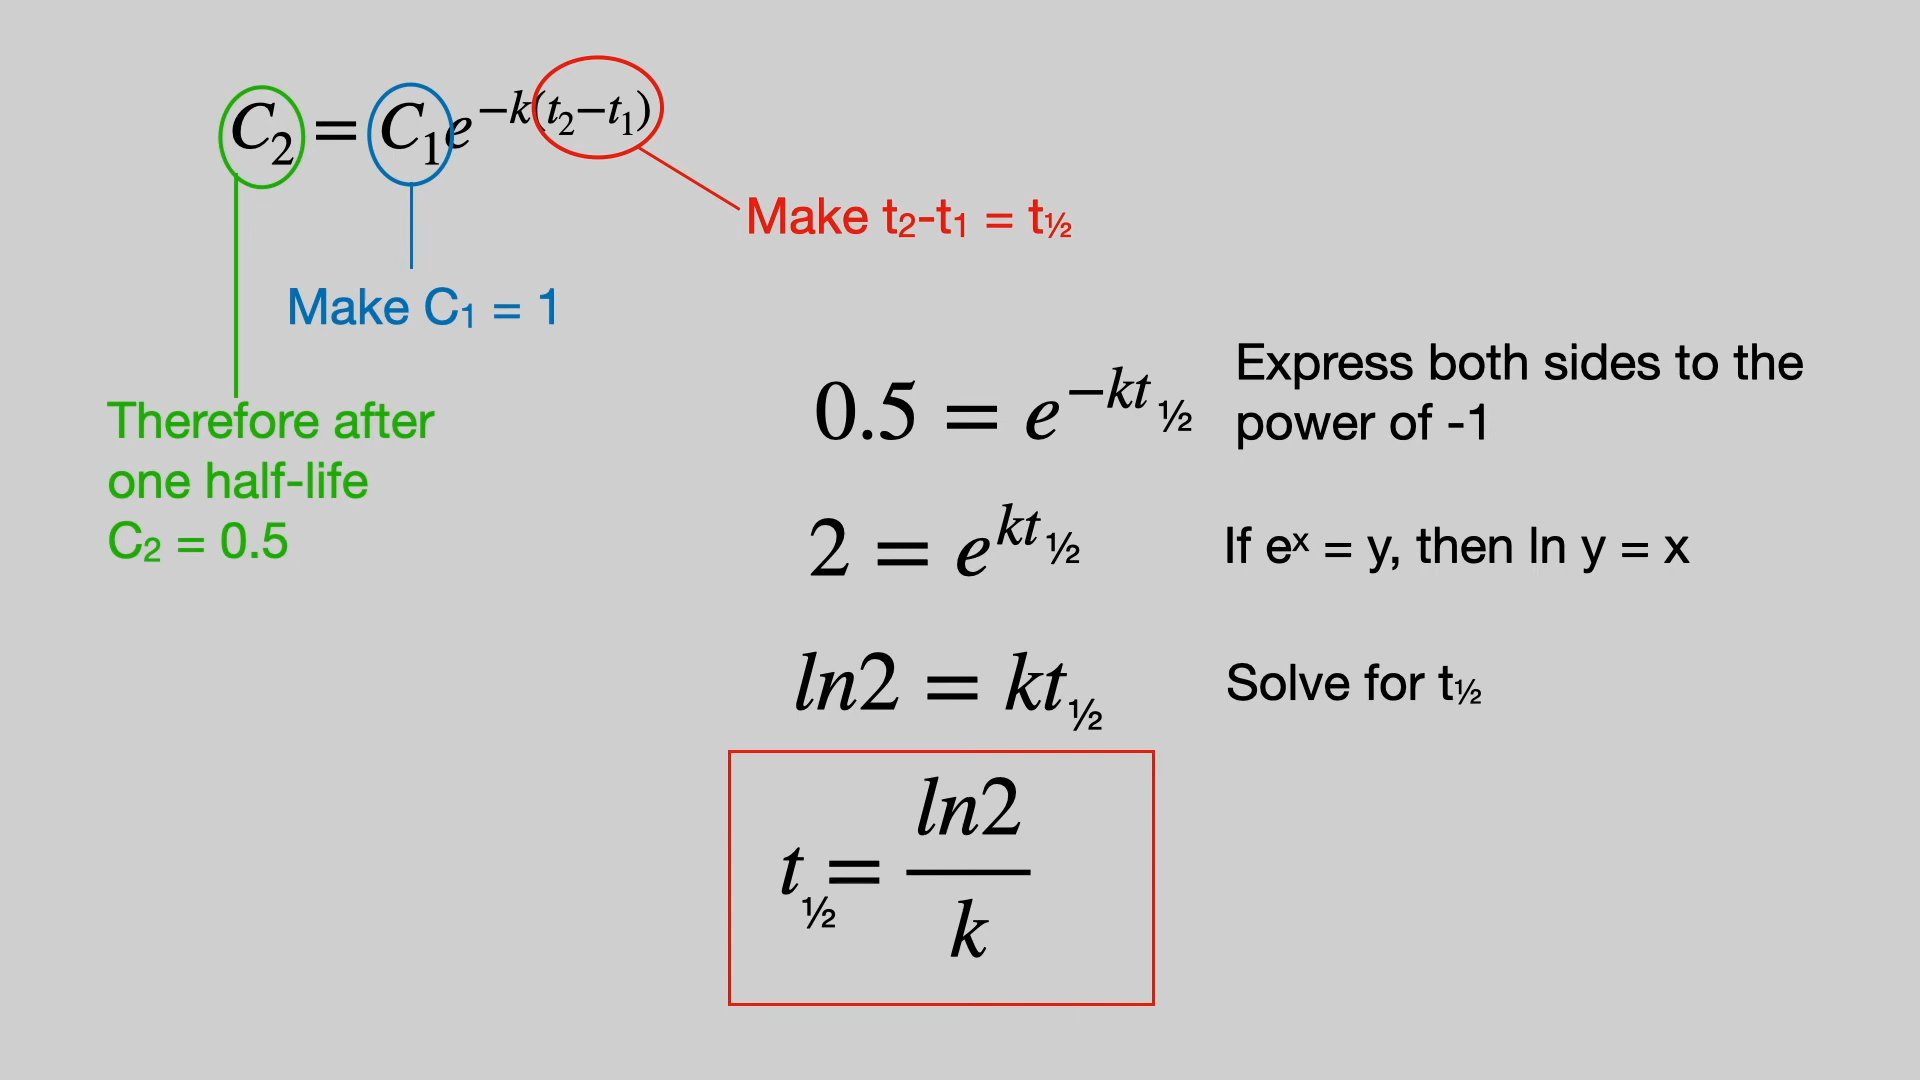 C₂ = C₁e^−k(t₂−t₁)
Make t₂-t₁ = t½
Make C₁ = 1
Therefore after
one half-life
C₂ = 0.5
0.5 = e^−kt½
Express both sides to the
power of -1
2 = e^kt½
If eˣ = y, then ln y = x
ln2 = kt½
Solve for t½
t½ = ln2
k